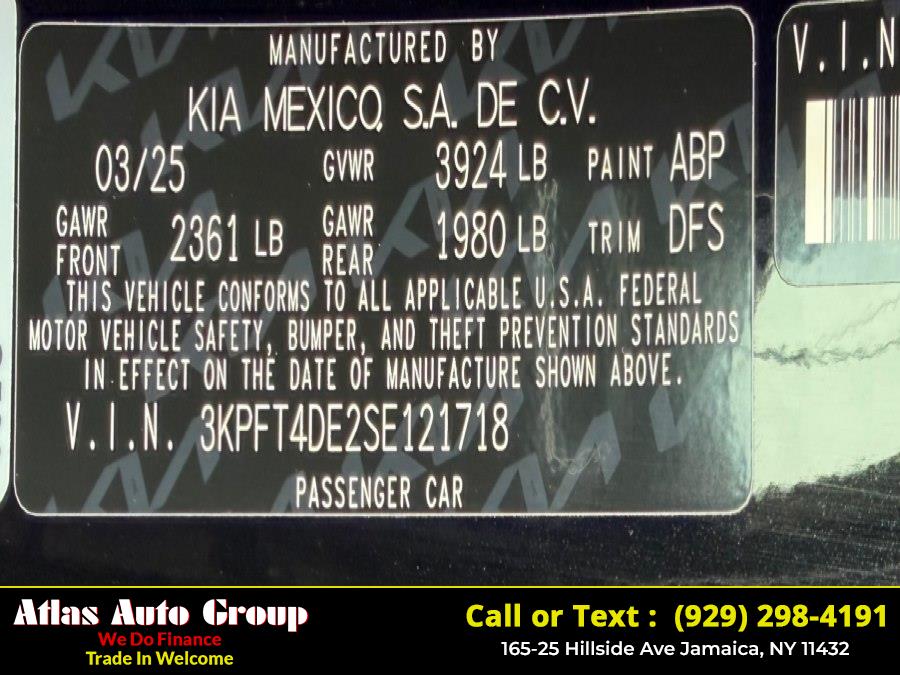 MANUFACTURED BY
KIA MEXICO, S.A. DE C.V.
03/25 GVWR 3924 LB PAINT ABP
GAWR FRONT 2361 LB GAWR REAR 1980 LB TRIM DFS
THIS VEHICLE CONFORMS TO ALL APPLICABLE U.S.A. FEDERAL
MOTOR VEHICLE SAFETY, BUMPER, AND THEFT PREVENTION STANDARDS
IN EFFECT ON THE DATE OF MANUFACTURE SHOWN ABOVE.
V.I.N. 3KPFT4DE2SE121718
PASSENGER CAR
V.I.N
Atlas Auto Group
We Do FInance
Trade In Welcome
Call or Text : (929) 298-4191
165-25 Hillside Ave Jamaica, NY 11432